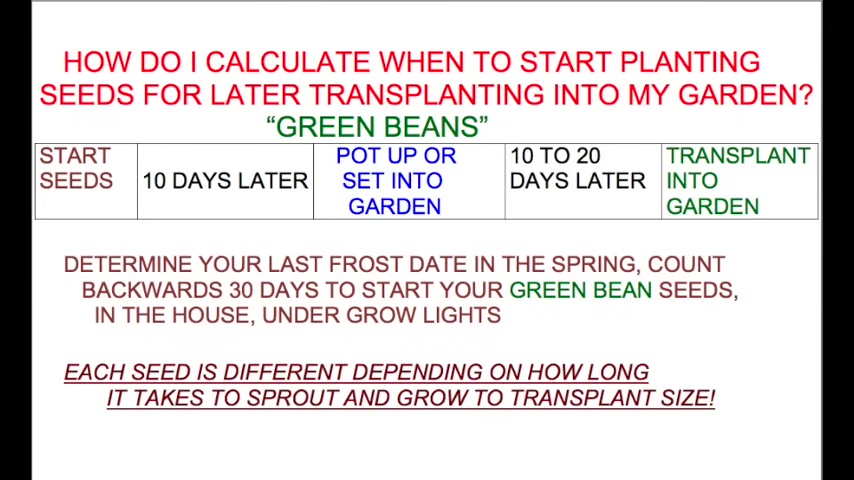 HOW DO I CALCULATE WHEN TO START PLANTING
SEEDS FOR LATER TRANSPLANTING INTO MY GARDEN?
“GREEN BEANS”
START
SEEDS
10 DAYS LATER
POT UP OR
SET INTO
GARDEN
10 TO 20
DAYS LATER
TRANSPLANT
INTO
GARDEN
DETERMINE YOUR LAST FROST DATE IN THE SPRING, COUNT
BACKWARDS 30 DAYS TO START YOUR GREEN BEAN SEEDS,
IN THE HOUSE, UNDER GROW LIGHTS
EACH SEED IS DIFFERENT DEPENDING ON HOW LONG
IT TAKES TO SPROUT AND GROW TO TRANSPLANT SIZE!